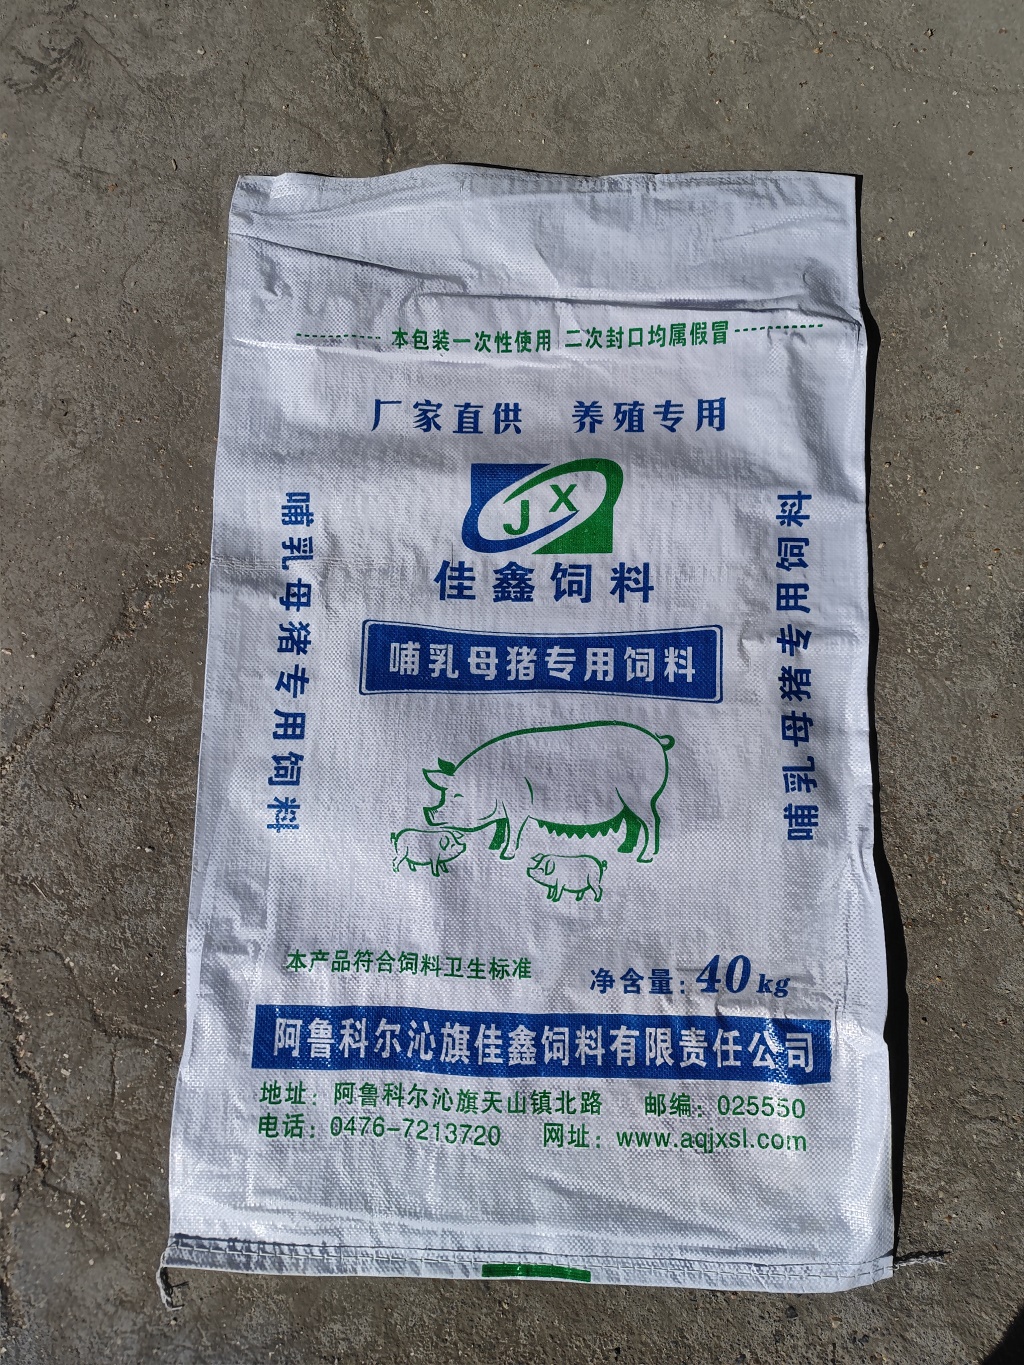 本包装一次性使用 二次封口均属假冒
厂家直供 养殖专用
JX
佳鑫饲料
哺乳母猪专用饲料
哺乳母猪专用饲料
哺乳母猪专用饲料
本产品符合饲料卫生标准 净含量:40kg
阿鲁科尔沁旗佳鑫饲料有限责任公司
地址:阿鲁科尔沁旗天山镇北路 邮编:025550
电话:0476-7213720 网址:www.aqjxsl.com